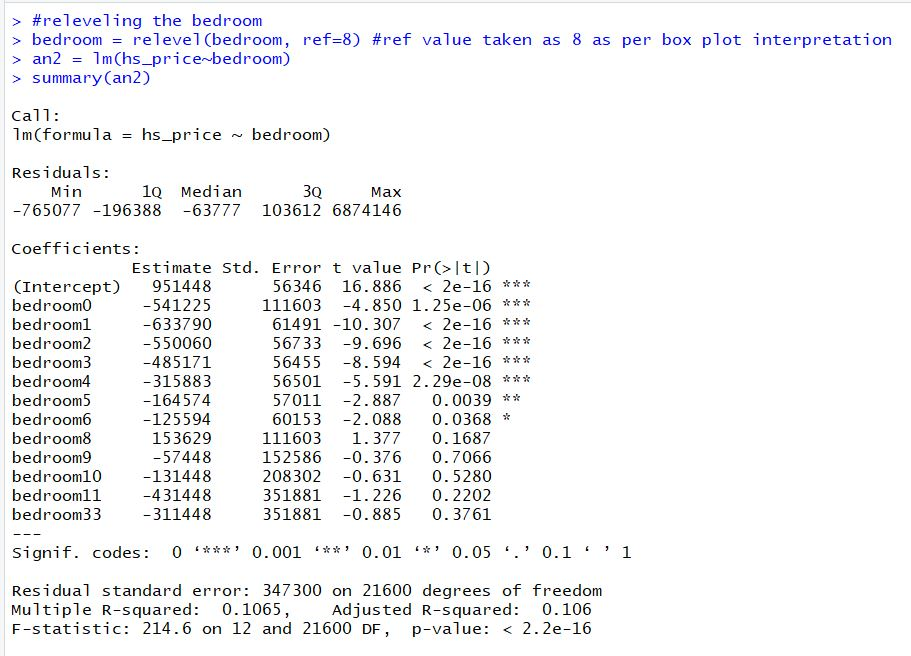 > #releveling the bedroom
> bedroom = relevel(bedroom, ref=8) #ref value taken as 8 as per box plot interpretation
> an2 = lm(hs_price~bedroom)
> summary(an2)

Call:
lm(formula = hs_price ~ bedroom)

Residuals:
    Min      1Q  Median      3Q     Max
-765077 -196388  -63777  103612 6874146

Coefficients:
            Estimate Std. Error t value Pr(>|t|)
(Intercept)   951448      56346  16.886  < 2e-16 ***
bedroom0     -541225     111603  -4.850 1.25e-06 ***
bedroom1     -633790      61491 -10.307  < 2e-16 ***
bedroom2     -550060      56733  -9.696  < 2e-16 ***
bedroom3     -485171      56455  -8.594  < 2e-16 ***
bedroom4     -315883      56501  -5.591 2.29e-08 ***
bedroom5     -164574      57011  -2.887   0.0039 **
bedroom6     -125594      60153  -2.088   0.0368 *
bedroom8      153629     111603   1.377   0.1687
bedroom9      -57448     152586  -0.376   0.7066
bedroom10    -131448     208302  -0.631   0.5280
bedroom11    -431448     351881  -1.226   0.2202
bedroom33    -311448     351881  -0.885   0.3761
---
Signif. codes:  0 ‘***’ 0.001 ‘**’ 0.01 ‘*’ 0.05 ‘.’ 0.1 ‘ ’ 1

Residual standard error: 347300 on 21600 degrees of freedom
Multiple R-squared:  0.1065,    Adjusted R-squared:  0.106
F-statistic: 214.6 on 12 and 21600 DF,  p-value: < 2.2e-16